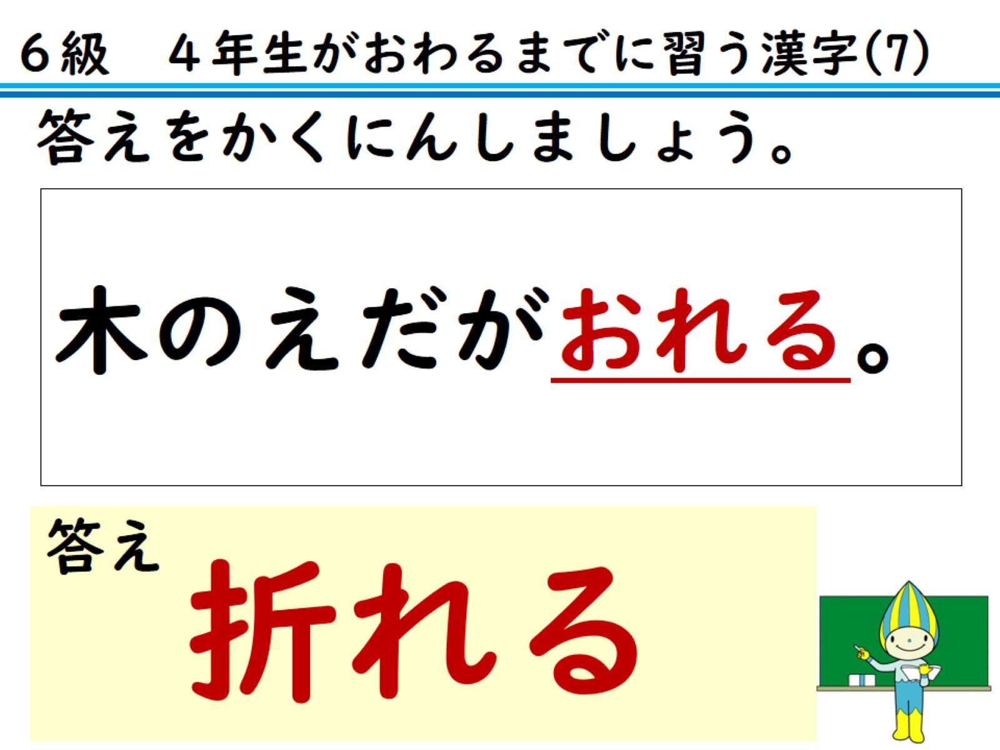 ６級　４年生がおわるまでに習う漢字(7)
答えをかくにんしましょう。
木のえだがおれる。
答え
折れる